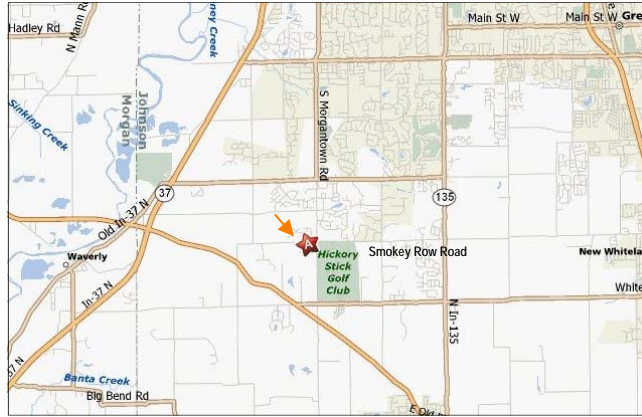 Hadley Rd
N Mann R
ney Creek
Main St W
Main St W
Gre
Sinking Creek
Johnson
Morgan
S Morgantown Rd
37
135
Old In-37 N
Waverly
A
Hickory
Stick
Golf
Club
Smokey Row Road
New Whitela
In-37 N
White
N In-135
37 N
Banta Creek
Big Bend Rd
E Old